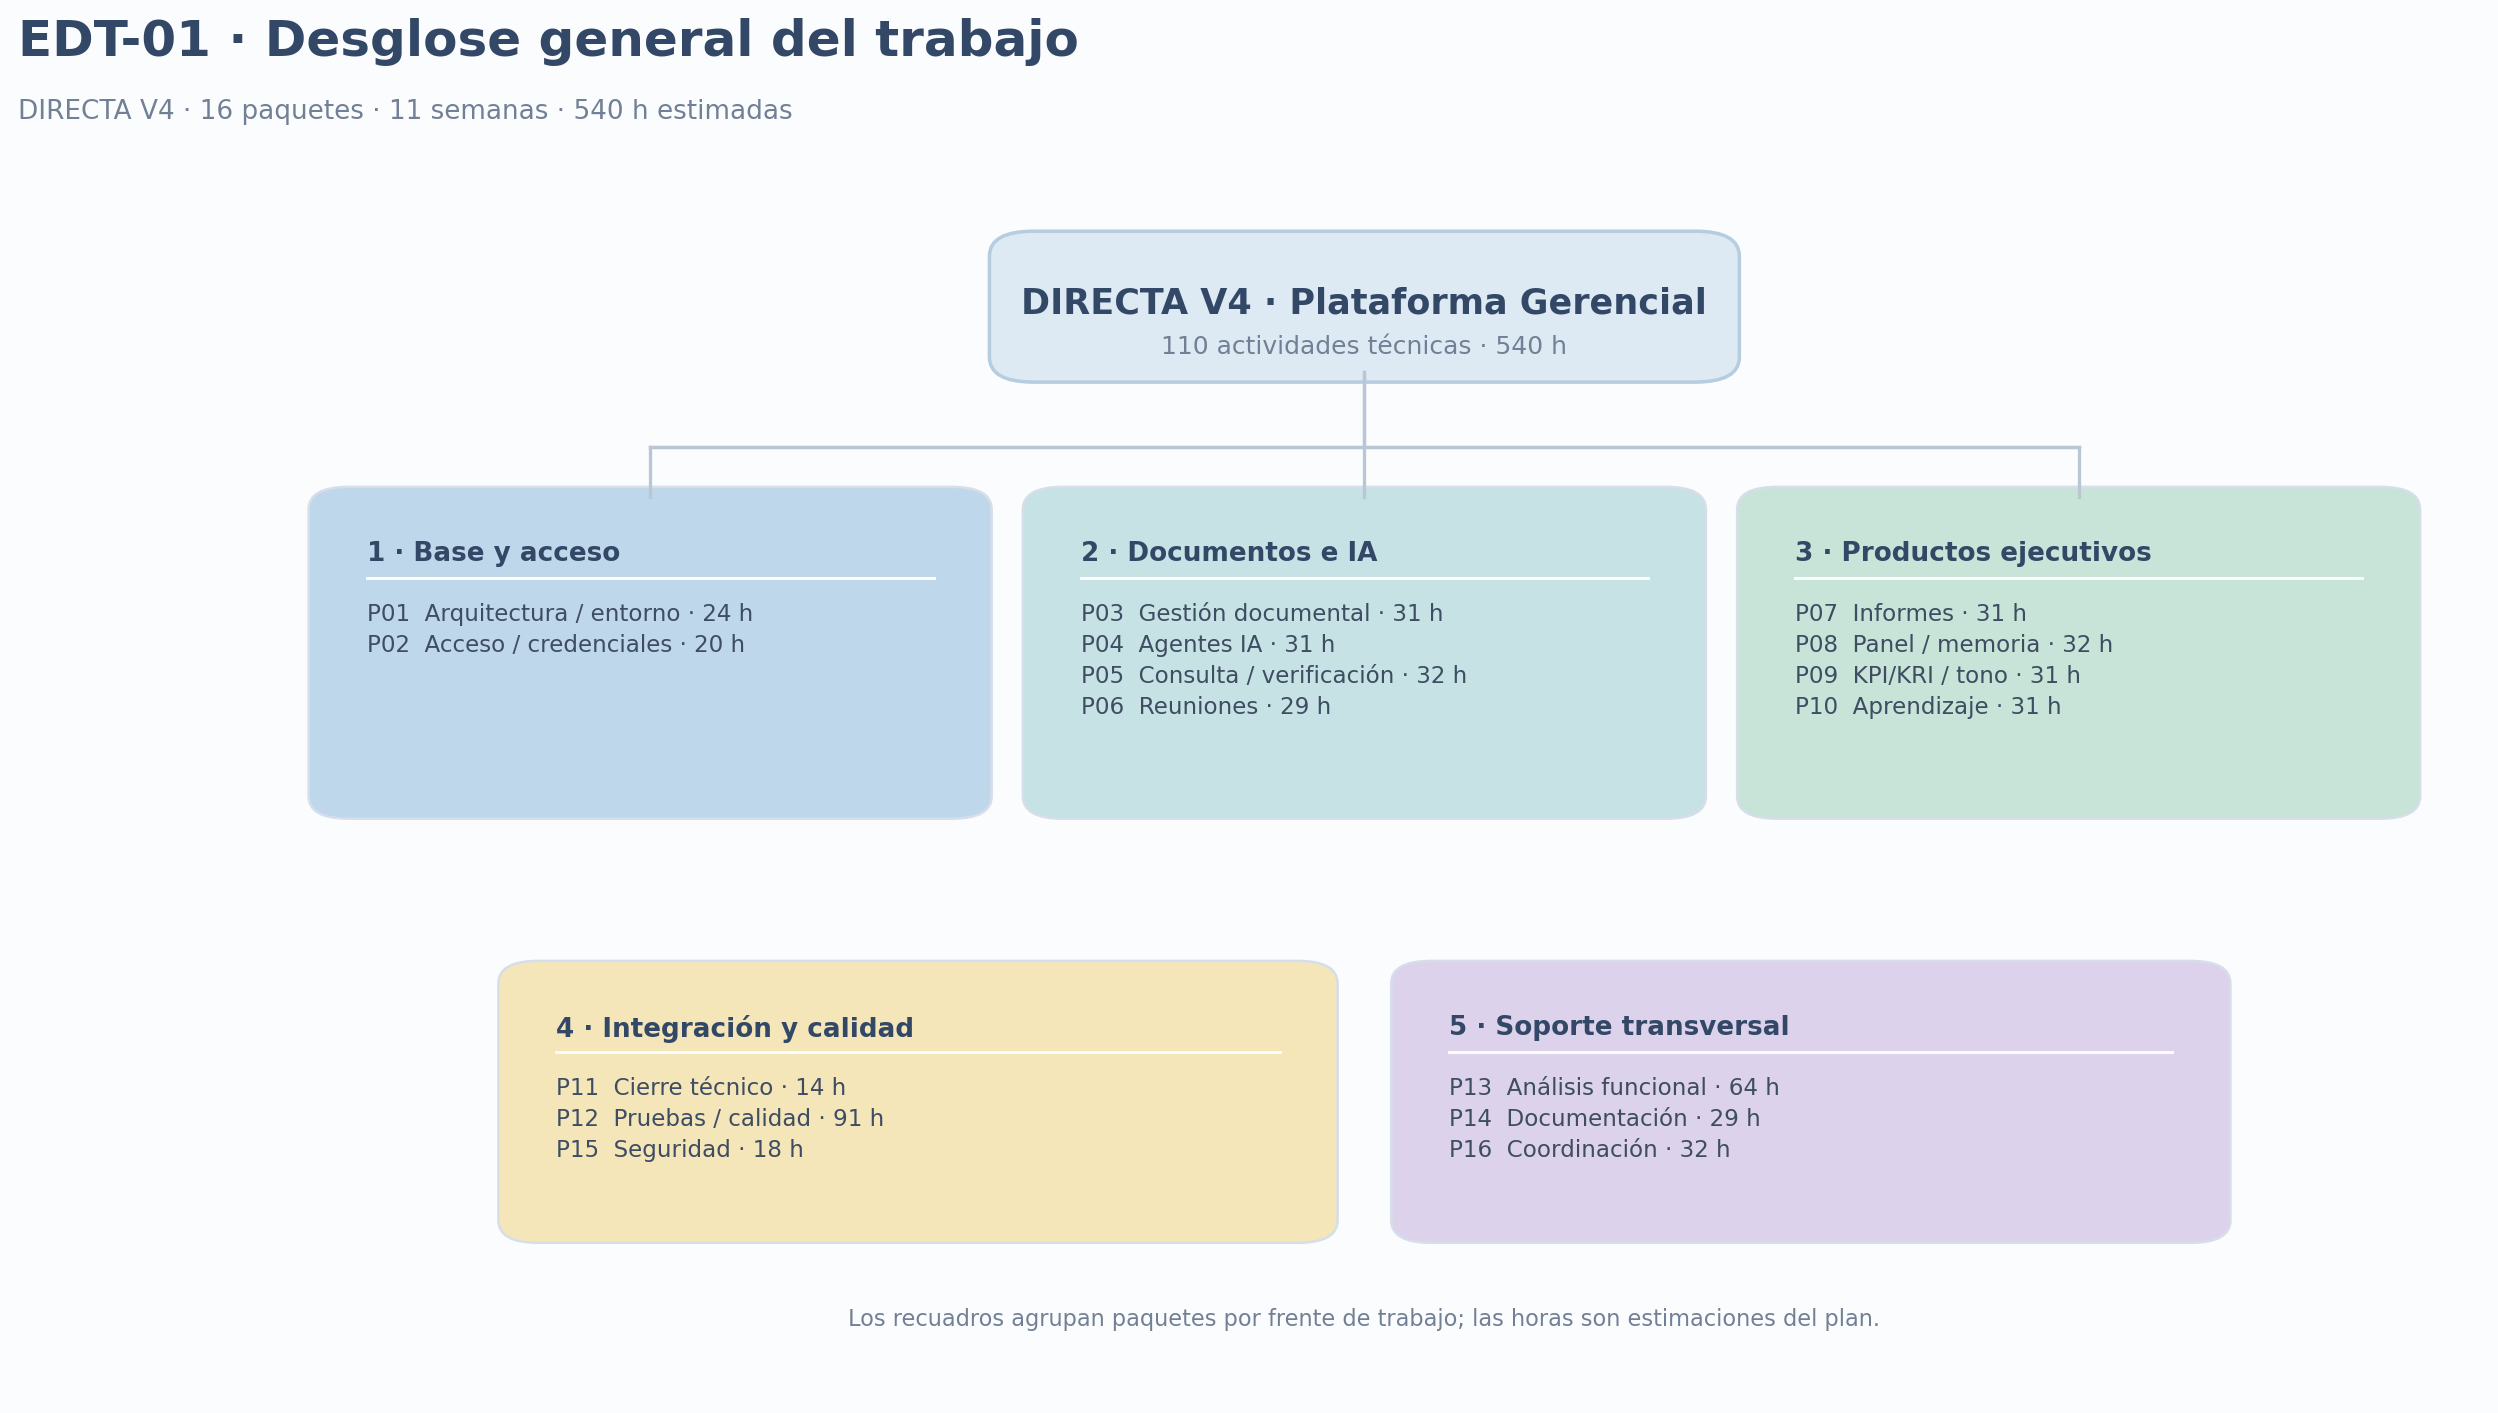 EDT-01 · Desglose general del trabajo
DIRECTA V4 · 16 paquetes · 11 semanas · 540 h estimadas
DIRECTA V4 · Plataforma Gerencial
110 actividades técnicas · 540 h
1 · Base y acceso
P01 Arquitectura / entorno · 24 h
P02 Acceso / credenciales · 20 h
2 · Documentos e IA
P03 Gestión documental · 31 h
P04 Agentes IA · 31 h
P05 Consulta / verificación · 32 h
P06 Reuniones · 29 h
3 · Productos ejecutivos
P07 Informes · 31 h
P08 Panel / memoria · 32 h
P09 KPI/KRI / tono · 31 h
P10 Aprendizaje · 31 h
4 · Integración y calidad
P11 Cierre técnico · 14 h
P12 Pruebas / calidad · 91 h
P15 Seguridad · 18 h
5 · Soporte transversal
P13 Análisis funcional · 64 h
P14 Documentación · 29 h
P16 Coordinación · 32 h
Los recuadros agrupan paquetes por frente de trabajo; las horas son estimaciones del plan.